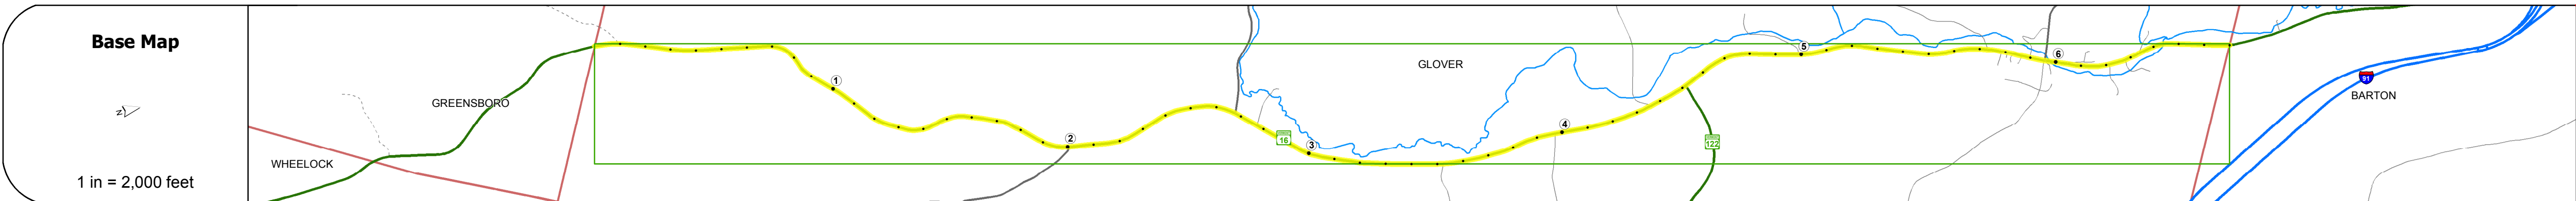 Base Map
N
1 in = 2,000 feet
WHEELOCK
GREENSBORO
1
2
16
3
GLOVER
4
122
5
6
91
BARTON